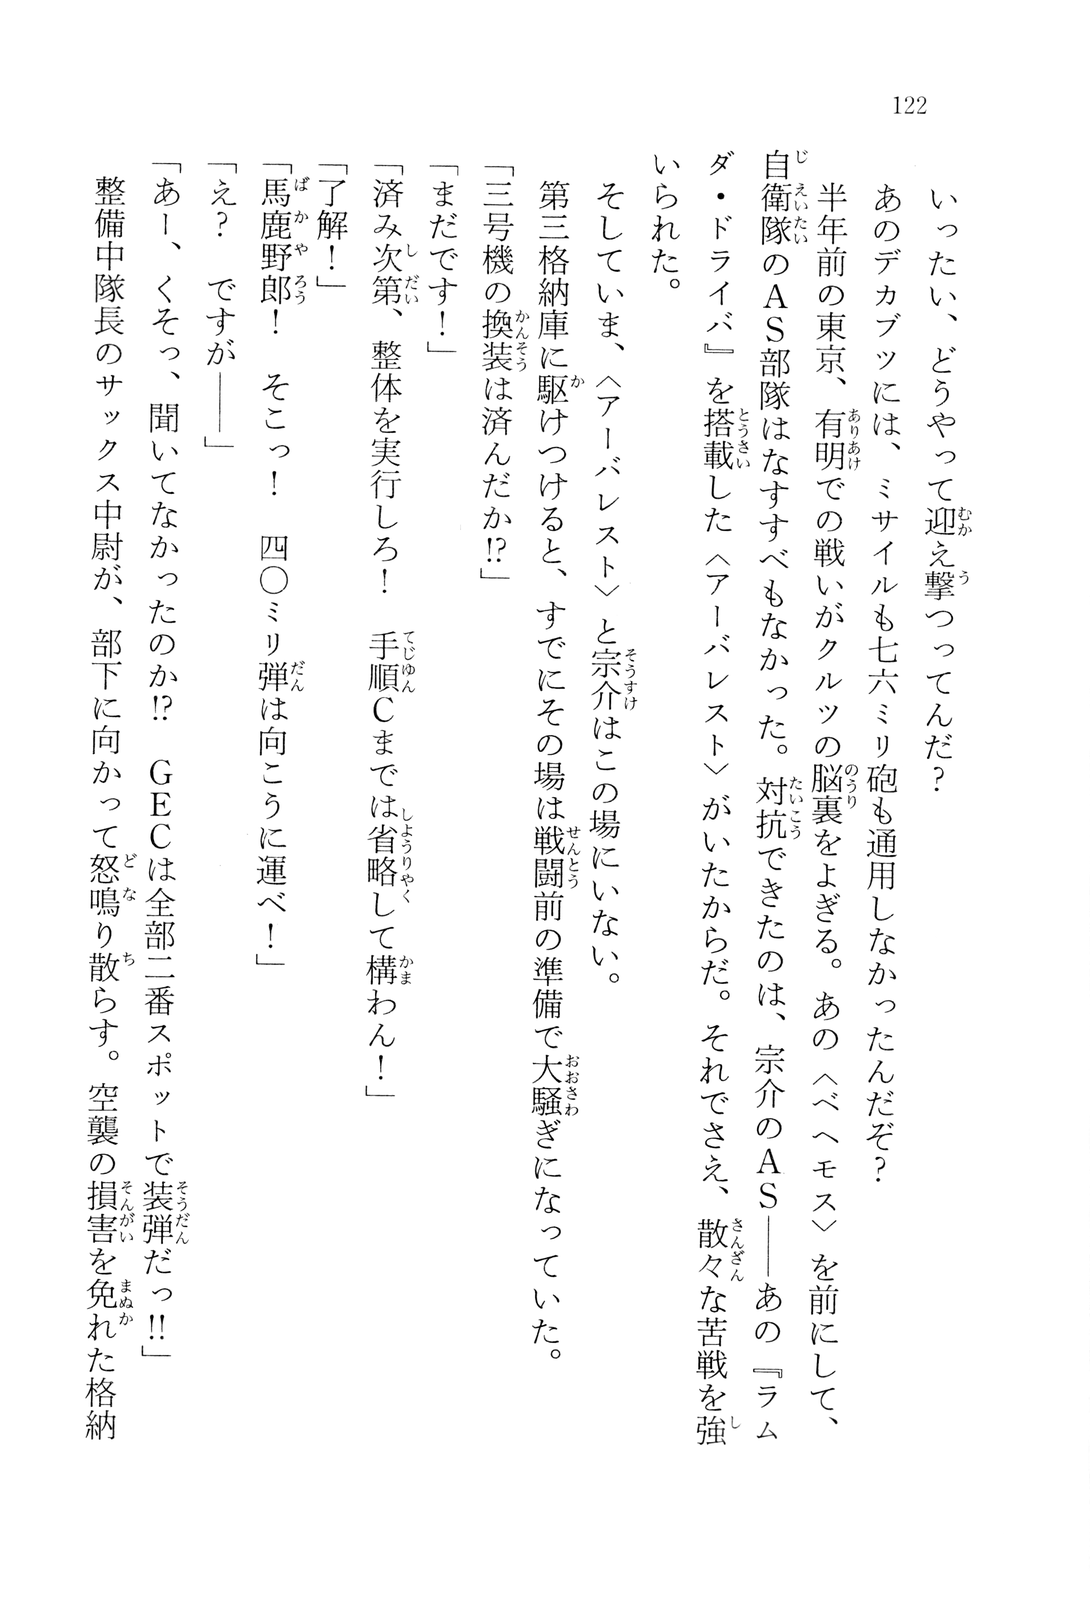 122
いったい、どうやって迎え撃つってんだ？
あのデカブツには、ミサイルも七六ミリ砲も通用しなかったんだぞ？
半年前の東京、有明での戦いがクルツの脳裏をよぎる。あの〈ベヘモス〉を前にして、
自衛隊のＡＳ部隊はなすすべもなかった。対抗できたのは、宗介のＡＳ――あの『ラム
ダ・ドライバ』を搭載した〈アーバレスト〉がいたからだ。それでさえ、散々な苦戦を強
いられた。
そしていま、〈アーバレスト〉と宗介はこの場にいない。
第三格納庫に駆けつけると、すでにその場は戦闘前の準備で大騒ぎになっていた。
「三号機の換装は済んだか!?」
「まだです！」
「済み次第、整体を実行しろ！　手順Ｃまでは省略して構わん！」
「了解！」
「馬鹿野郎！　そこっ！　四〇ミリ弾は向こうに運べ！」
「え？　ですが――」
「あー、くそっ、聞いてなかったのか!?　ＧＥＣは全部二番スポットで装弾だっ!!」
整備中隊長のサックス中尉が、部下に向かって怒鳴り散らす。空襲の損害を免れた格納